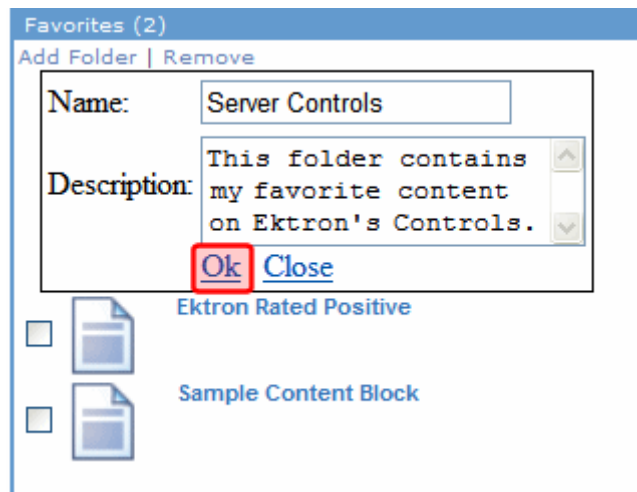 Favorites (2)
Add Folder | Remove
Name: Server Controls
Description: This folder contains
my favorite content
on Ektron's Controls.
Ok Close
Ektron Rated Positive
Sample Content Block